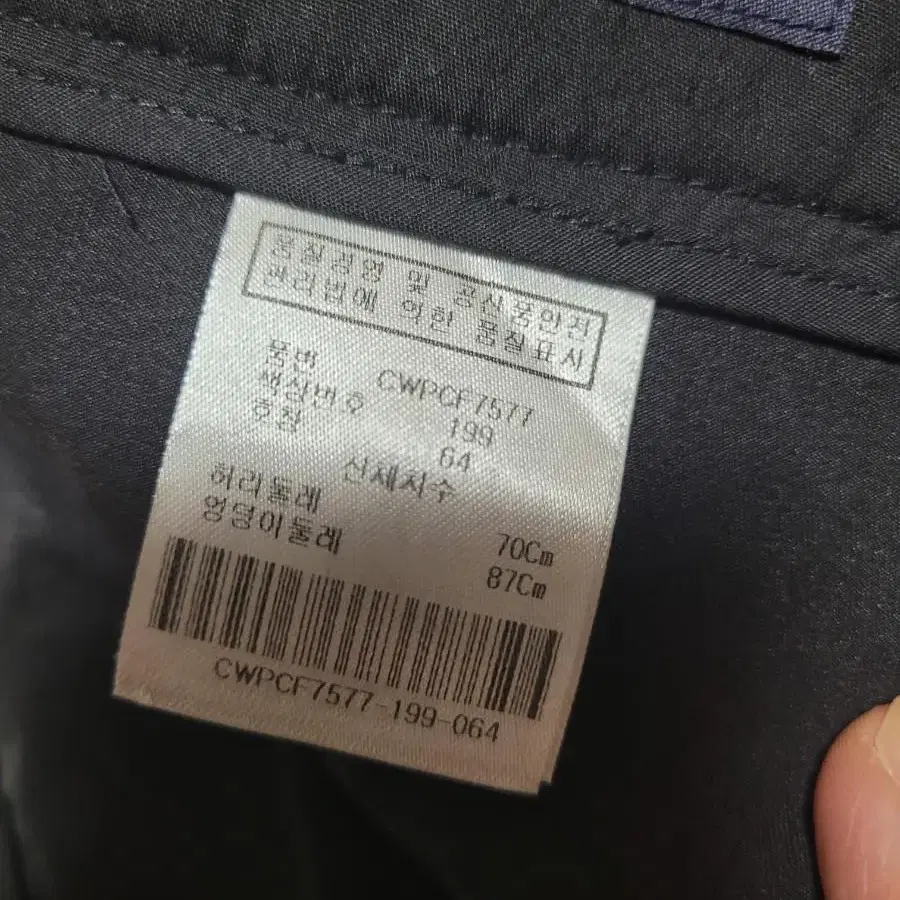 품질경영 및 공산품안전
관리법에 의한 품질표시
품번 CWPCF7577
색상번호 199
호칭 64
신체치수
허리둘레 70Cm
엉덩이둘레 87Cm
CWPCF7577-199-064